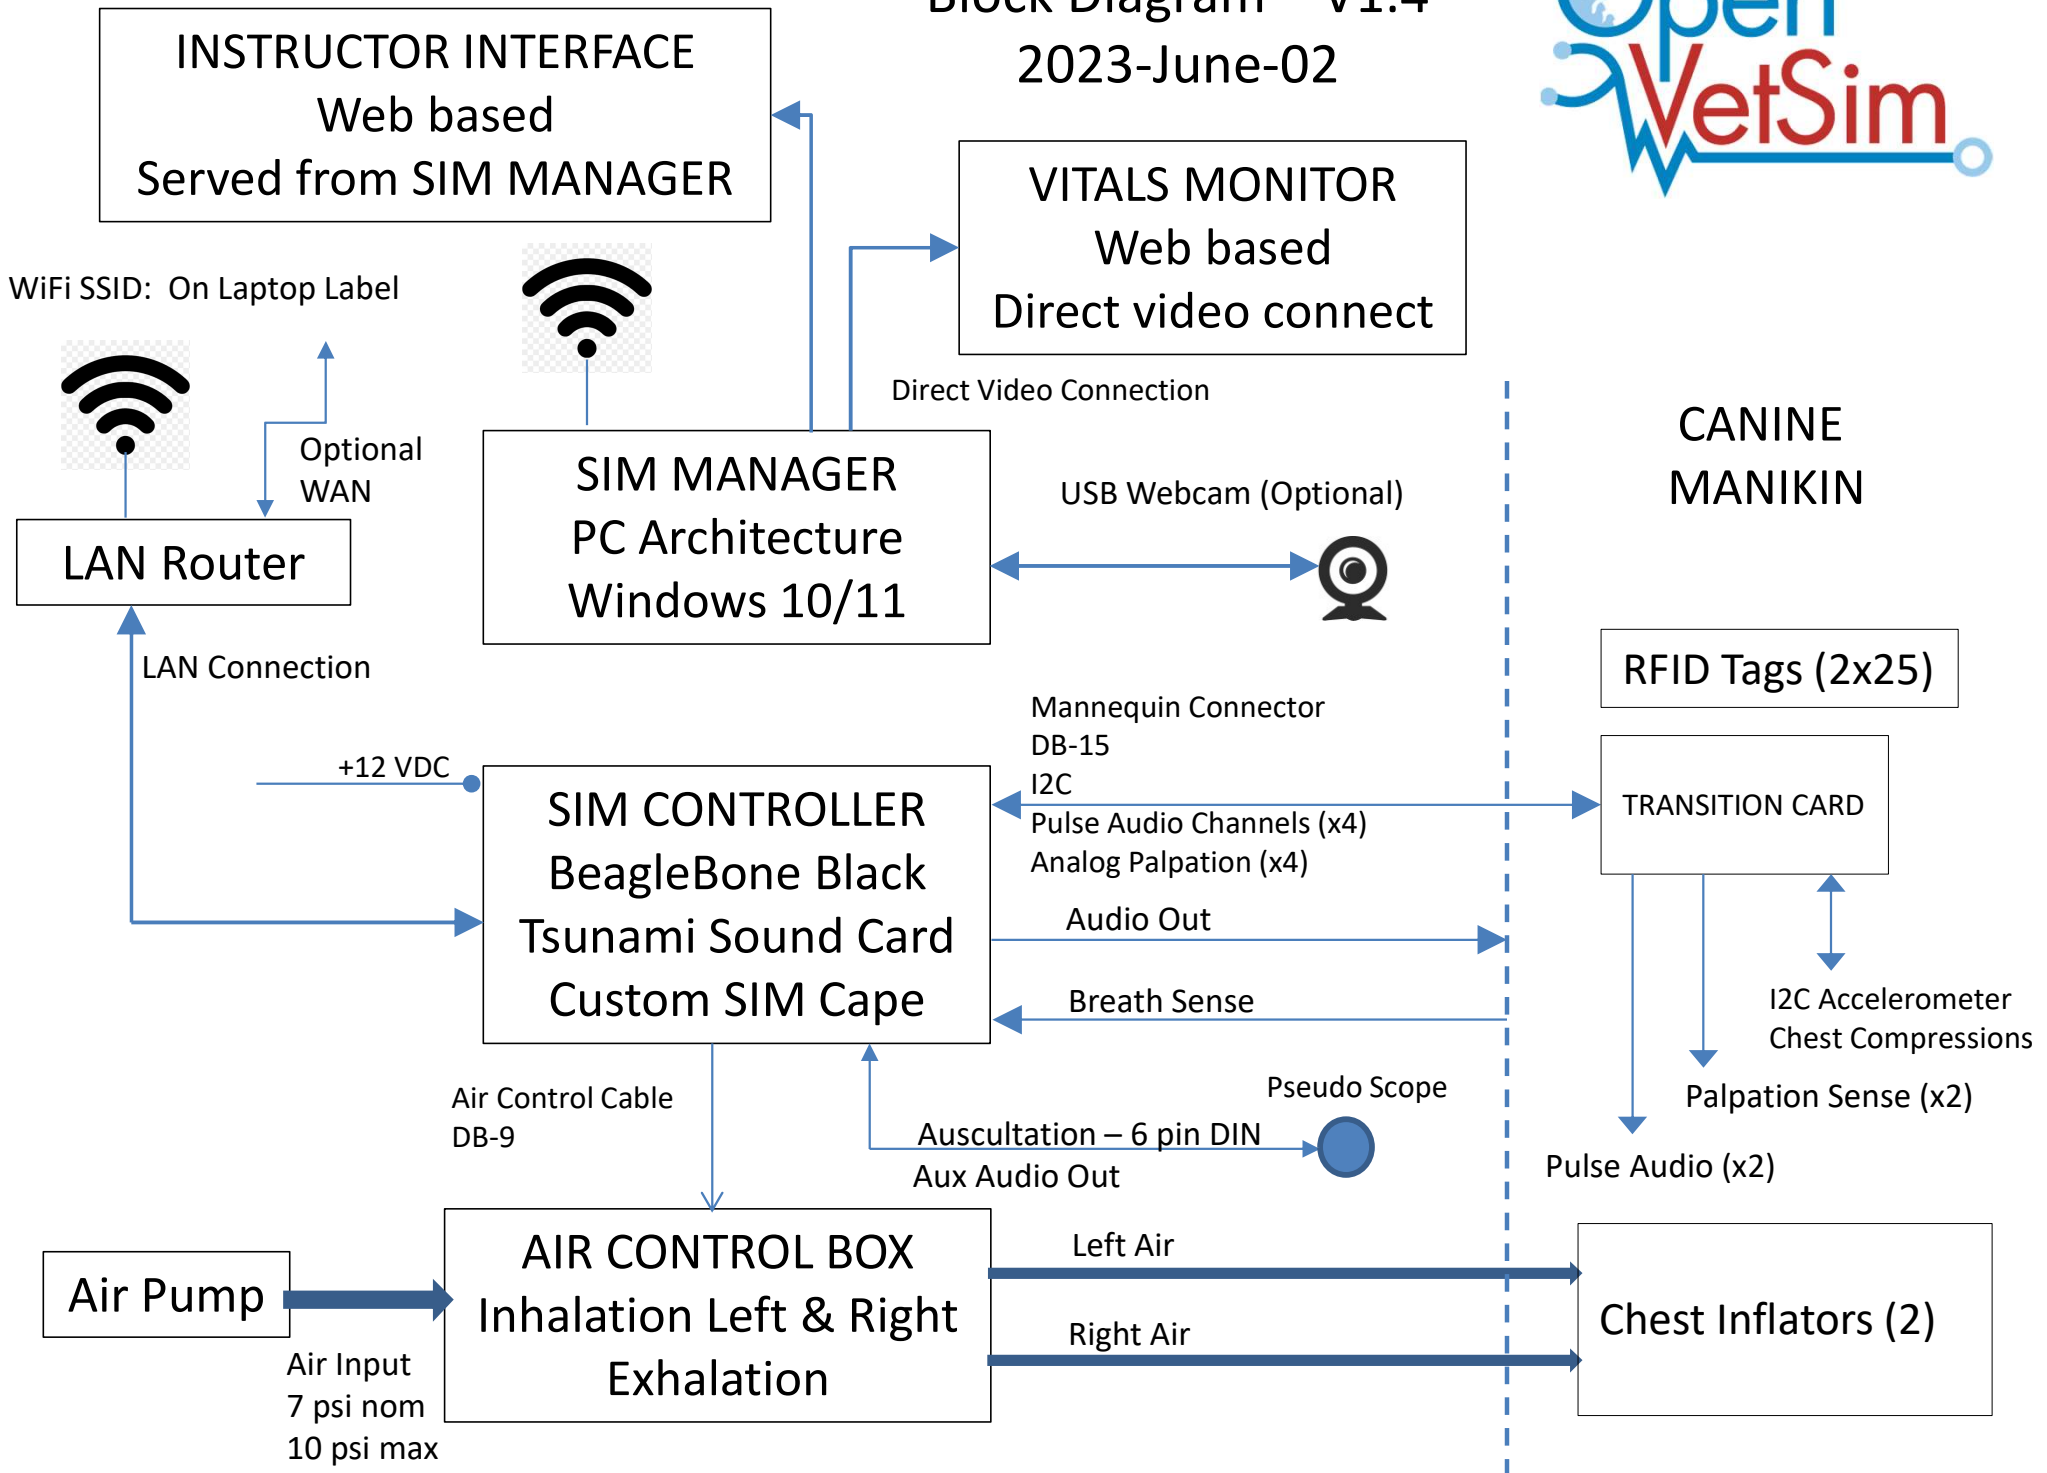 Block Diagram – V1.4
2023-June-02
Open
VetSim
INSTRUCTOR INTERFACE
Web based
Served from SIM MANAGER
VITALS MONITOR
Web based
Direct video connect
WiFi SSID:  On Laptop Label
Optional
WAN
Direct Video Connection
LAN Router
LAN Connection
SIM MANAGER
PC Architecture
Windows 10/11
USB Webcam (Optional)
CANINE
MANIKIN
RFID Tags (2x25)
Mannequin Connector
DB-15
I2C
Pulse Audio Channels (x4)
Analog Palpation (x4)
TRANSITION CARD
+12 VDC
SIM CONTROLLER
BeagleBone Black
Tsunami Sound Card
Custom SIM Cape
Audio Out
Breath Sense
I2C Accelerometer
Chest Compressions
Palpation Sense (x2)
Pulse Audio (x2)
Air Control Cable
DB-9
Pseudo Scope
Auscultation – 6 pin DIN
Aux Audio Out
Air Pump
Air Input
7 psi nom
10 psi max
AIR CONTROL BOX
Inhalation Left & Right
Exhalation
Left Air
Right Air
Chest Inflators (2)